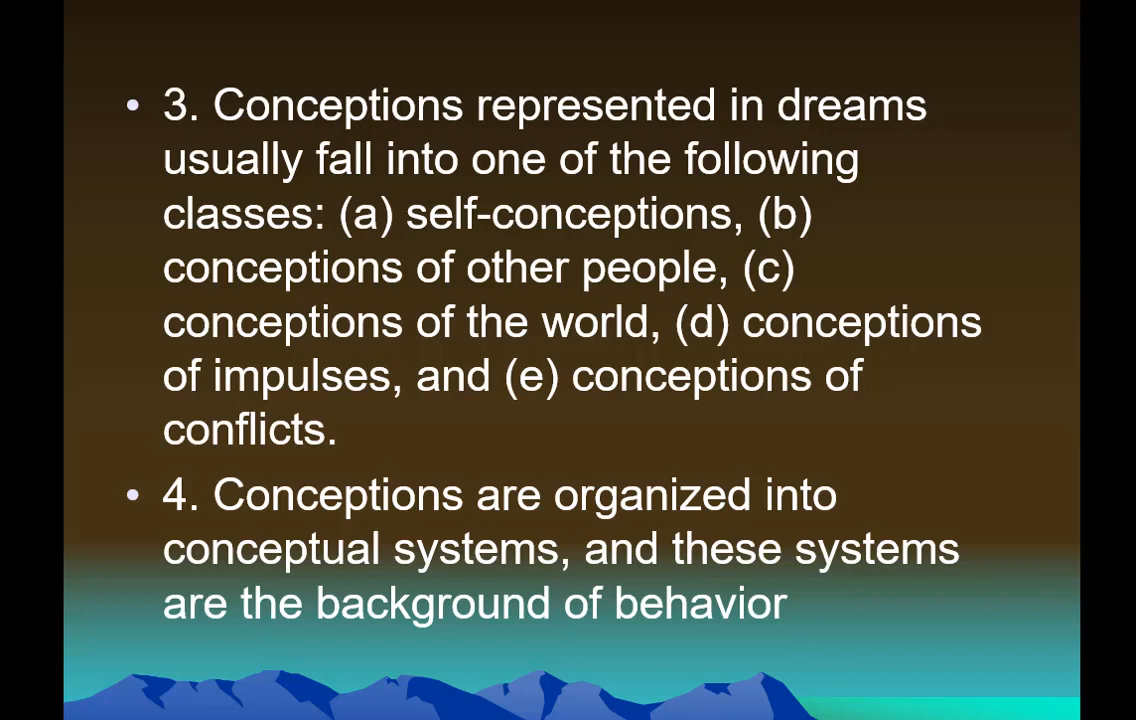 • 3. Conceptions represented in dreams
usually fall into one of the following
classes: (a) self-conceptions, (b)
conceptions of other people, (c)
conceptions of the world, (d) conceptions
of impulses, and (e) conceptions of
conflicts.
• 4. Conceptions are organized into
conceptual systems, and these systems
are the background of behavior